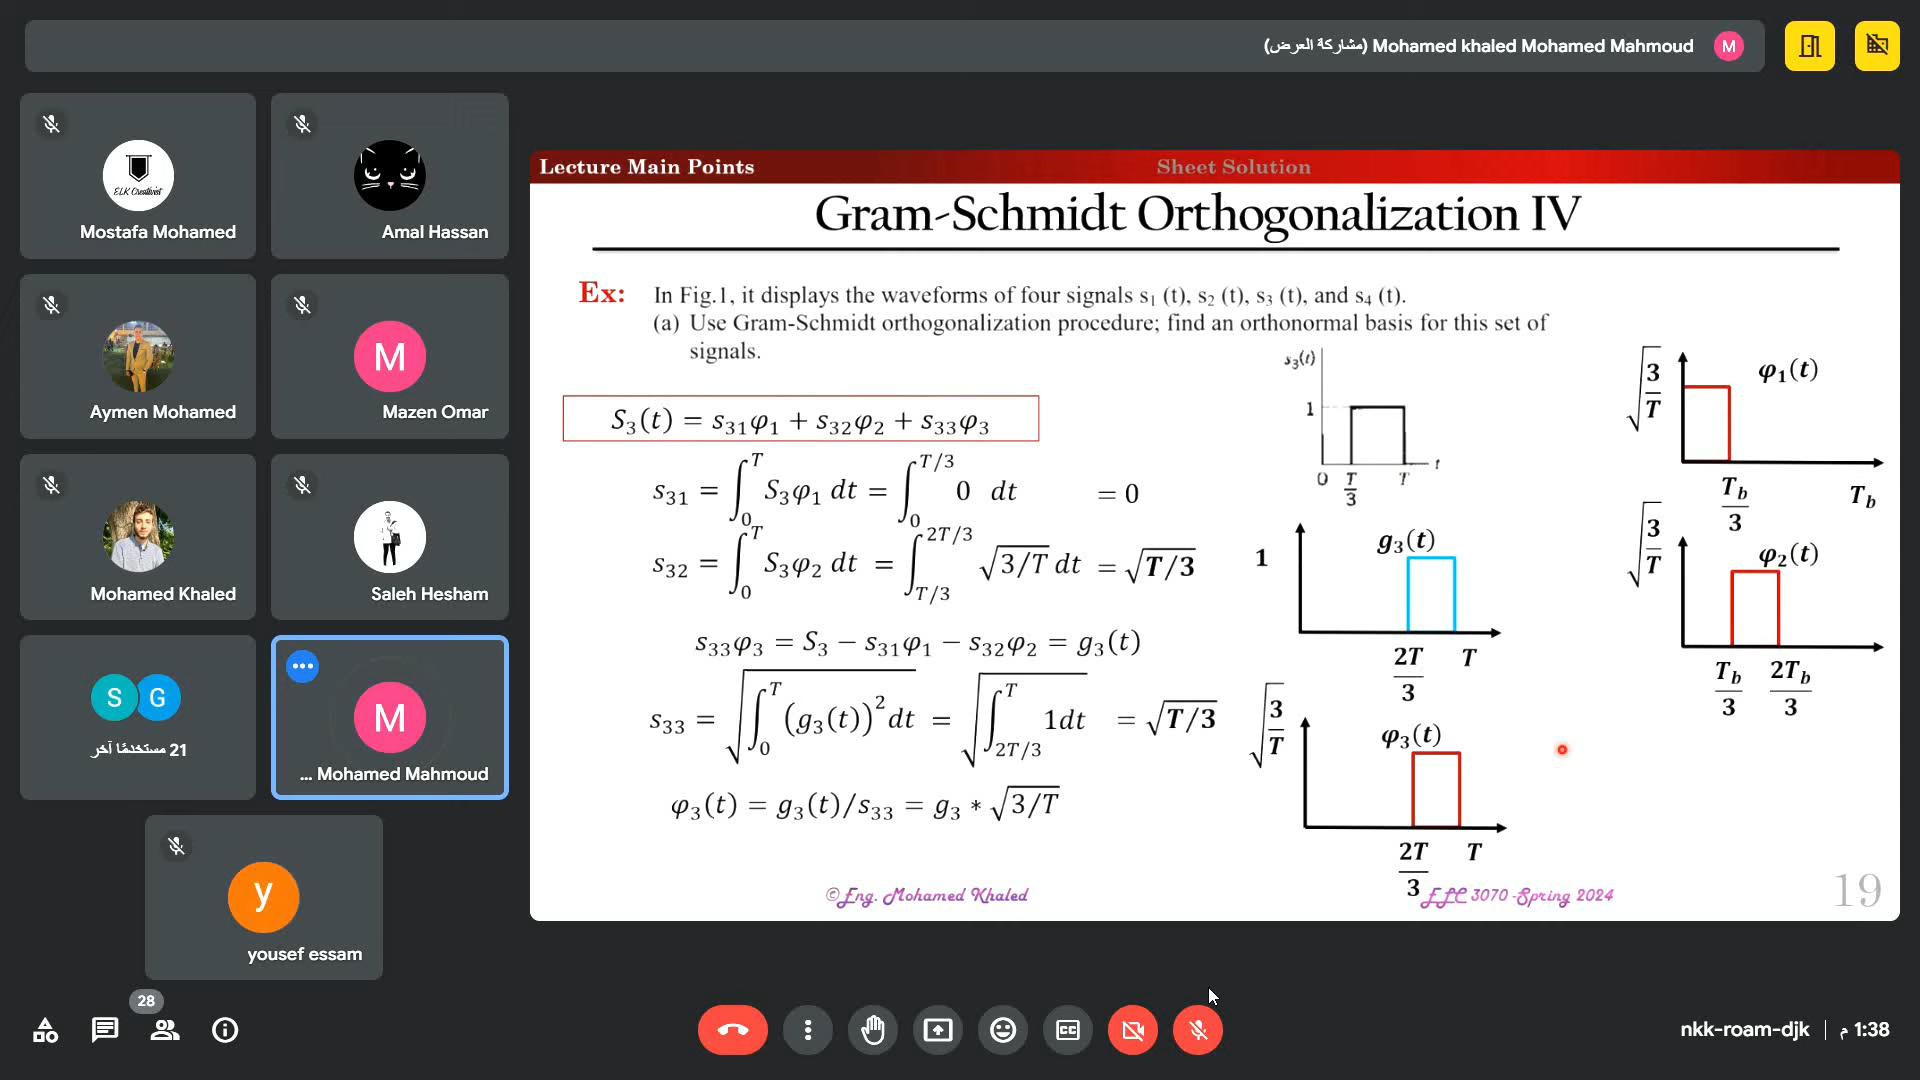 Mohamed khaled Mohamed Mahmoud (مشاركة العرض)
M
ELK Creativist
Mostafa Mohamed
Amal Hassan
Aymen Mohamed
M
Mazen Omar
Mohamed Khaled
Saleh Hesham
S G
21 مستخدمًا آخر
M
... Mohamed Mahmoud
y
yousef essam
Lecture Main Points
Sheet Solution
Gram-Schmidt Orthogonalization IV
Ex: In Fig.1, it displays the waveforms of four signals s₁ (t), s₂ (t), s₃ (t), and s₄ (t).
(a) Use Gram-Schmidt orthogonalization procedure; find an orthonormal basis for this set of
signals.
S₃(t) = s₃₁φ₁ + s₃₂φ₂ + s₃₃φ₃
s₃₁ = ∫₀ᵀ S₃φ₁ dt = ∫₀^{T/3} 0 dt = 0
s₃₂ = ∫₀ᵀ S₃φ₂ dt = ∫_{T/3}^{2T/3} √3/T dt = √T/3
s₃₃φ₃ = S₃ − s₃₁φ₁ − s₃₂φ₂ = g₃(t)
s₃₃ = √∫₀ᵀ (g₃(t))² dt = √∫_{2T/3}^{T} 1dt = √T/3
φ₃(t) = g₃(t)/s₃₃ = g₃ ∗ √3/T
s₃(t)
1
0 T/3 T t
1
g₃(t)
2T/3 T
√3/T
φ₃(t)
2T/3 T
√3/T
φ₁(t)
T_b/3 T_b
√3/T
φ₂(t)
T_b/3 2T_b/3
©Eng. Mohamed Khaled
EEC 3070 -Spring 2024
19
28
CC
nkk-roam-djk | 1:38 م